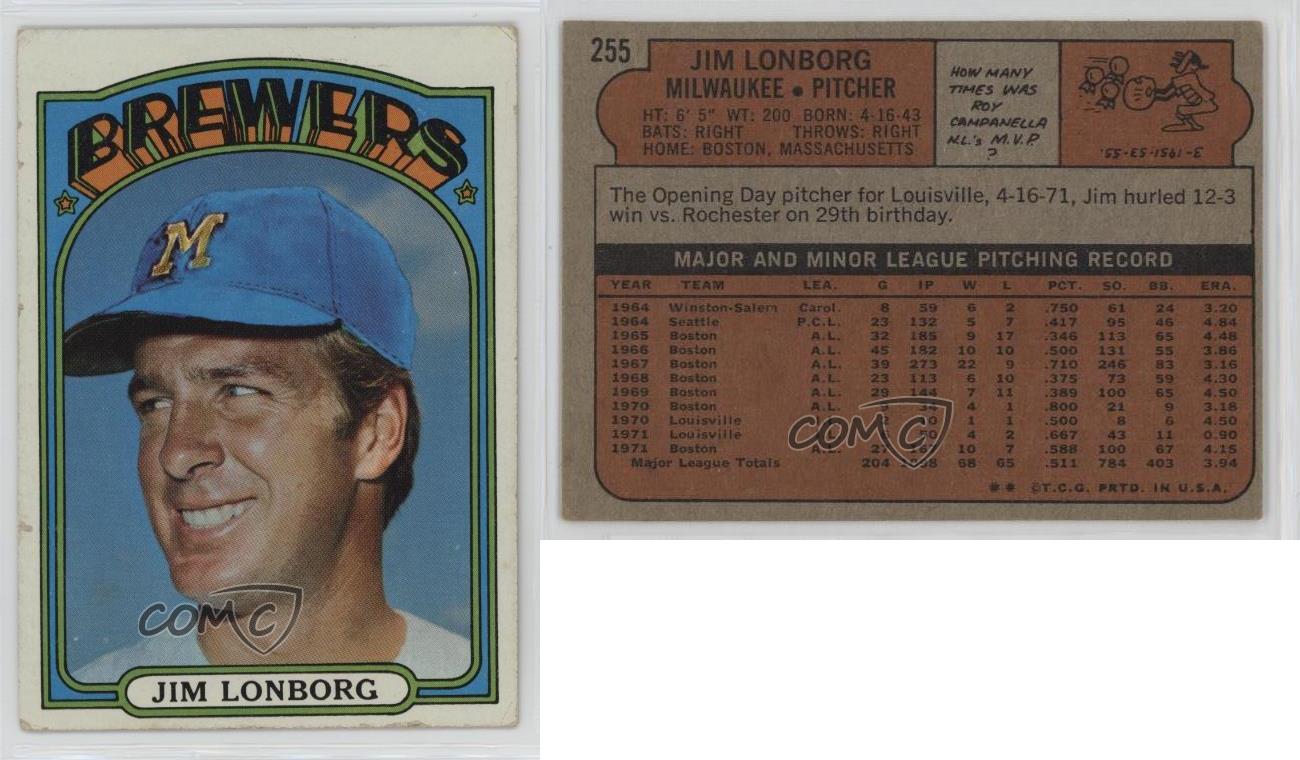 BREWERS
M
COMC
JIM LONBORG
255
JIM LONBORG
MILWAUKEE • PITCHER
HT: 6' 5" WT: 200 BORN: 4-16-43
BATS: RIGHT THROWS: RIGHT
HOME: BOSTON, MASSACHUSETTS
HOW MANY
TIMES WAS
ROY
CAMPANELLA
N.L.'s M.V.P.
?
3-1951-53-55.
The Opening Day pitcher for Louisville, 4-16-71, Jim hurled 12-3
win vs. Rochester on 29th birthday.
MAJOR AND MINOR LEAGUE PITCHING RECORD
YEAR TEAM LEA. G IP W L PCT. SO. BB. ERA.
1964 Winston-Salem Carol. 8 59 6 2 .750 61 24 3.20
1964 Seattle P.C.L. 23 132 5 7 .417 95 46 4.84
1965 Boston A.L. 32 185 9 17 .346 113 65 4.48
1966 Boston A.L. 45 182 10 10 .500 131 55 3.86
1967 Boston A.L. 39 273 22 9 .710 246 83 3.16
1968 Boston A.L. 23 113 6 10 .375 73 59 4.30
1969 Boston A.L. 29 144 7 11 .389 100 65 4.50
1970 Boston A.L. 9 34 4 1 .800 21 9 3.18
1970 Louisville 1 1 .500 8 6 4.50
1971 Louisville 50 4 2 .667 43 11 0.90
1971 Boston A.L. 10 7 .588 100 67 4.15
Major League Totals 204 68 65 .511 784 403 3.94
COMC
** ©T.C.G. PRTD. IN U.S.A.